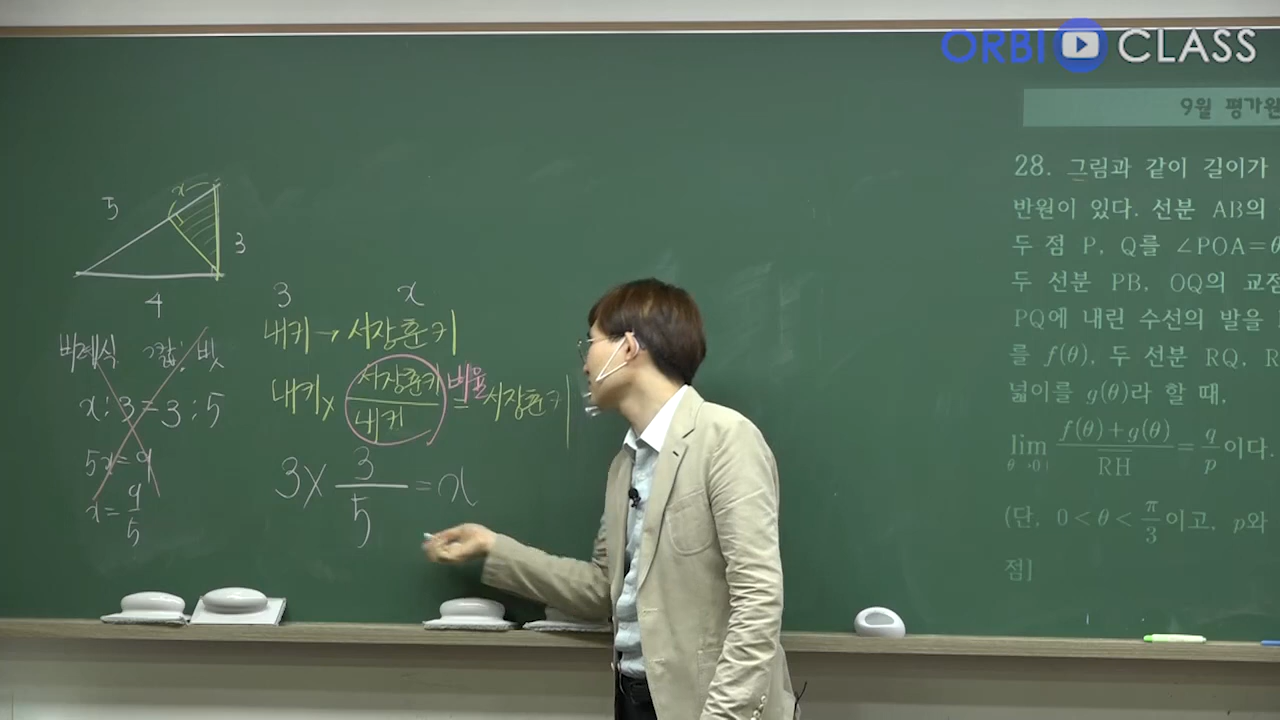 ORBI CLASS
9월 평가원
28. 그림과 같이 길이가
반원이 있다. 선분 AB의
두 점 P, Q를 ∠POA=θ
두 선분 PB, OQ의 교점
PQ에 내린 수선의 발을
를 f(θ), 두 선분 RQ, R
넓이를 g(θ)라 할 때,
lim θ→0+ f(θ)+g(θ)/RH = q/p 이다.
(단, 0<θ<π/3이고, p와
점]
x
5
3
4
비례식
x:3=3:5
5x=9
x=9/5
3 x
내키→서장훈키
내키× 서장훈키/내키 비율 = 서장훈키
3× 3/5 =x